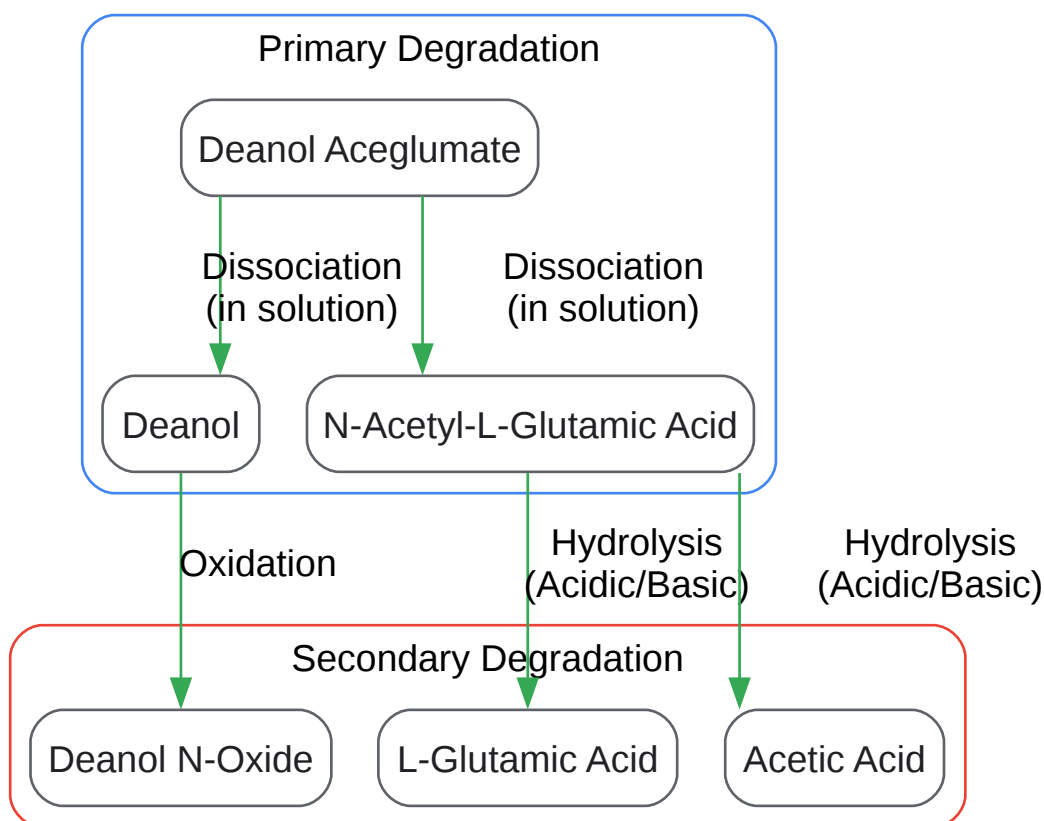 Primary Degradation
Deanol Aceglumate
Dissociation
(in solution)
Dissociation
(in solution)
Deanol
N-Acetyl-L-Glutamic Acid
Oxidation
Hydrolysis
(Acidic/Basic)
Hydrolysis
(Acidic/Basic)
Secondary Degradation
Deanol N-Oxide
L-Glutamic Acid
Acetic Acid